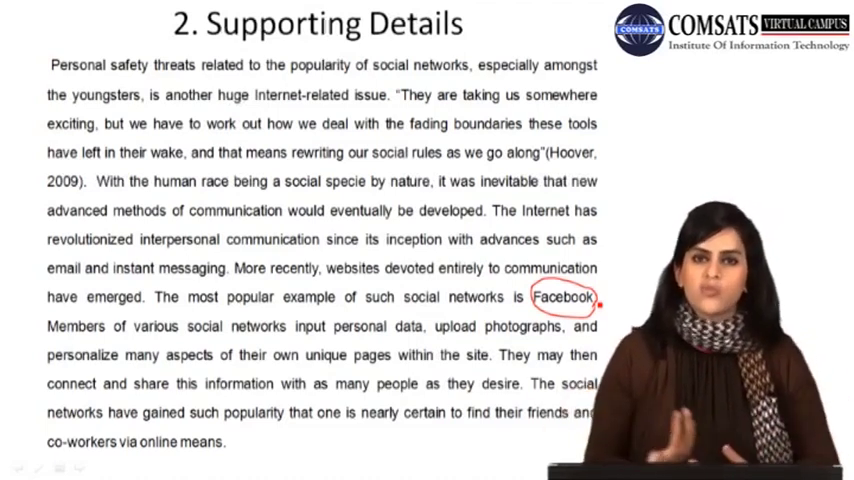 2. Supporting Details
COMSATS VIRTUAL CAMPUS
Institute Of Information Technology
COMSATS
Personal safety threats related to the popularity of social networks, especially amongst
the youngsters, is another huge Internet-related issue. “They are taking us somewhere
exciting, but we have to work out how we deal with the fading boundaries these tools
have left in their wake, and that means rewriting our social rules as we go along”(Hoover,
2009). With the human race being a social specie by nature, it was inevitable that new
advanced methods of communication would eventually be developed. The Internet has
revolutionized interpersonal communication since its inception with advances such as
email and instant messaging. More recently, websites devoted entirely to communication
have emerged. The most popular example of such social networks is Facebook.
Members of various social networks input personal data, upload photographs, and
personalize many aspects of their own unique pages within the site. They may then
connect and share this information with as many people as they desire. The social
networks have gained such popularity that one is nearly certain to find their friends and
co-workers via online means.